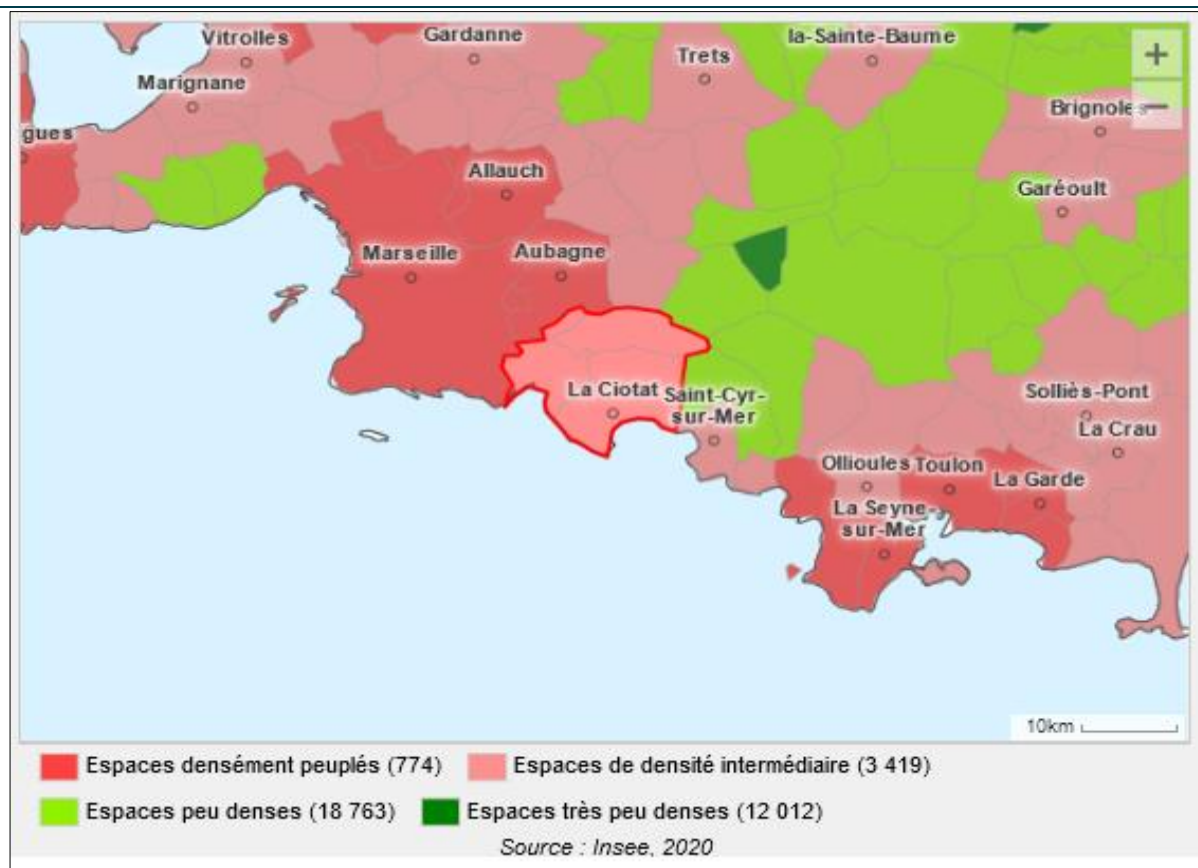 Vitrolles
Gardanne
la-Sainte-Baume
Trets
+
Marignane
−
Brignoles
gues
Allauch
Garéoult
Marseille
Aubagne
La Ciotat
Saint-Cyr-
sur-Mer
Solliès-Pont
La Crau
Ollioules
Toulon
La Garde
La Seyne-
sur-Mer
10km
Espaces densément peuplés (774)
Espaces de densité intermédiaire (3 419)
Espaces peu denses (18 763)
Espaces très peu denses (12 012)
Source : Insee, 2020